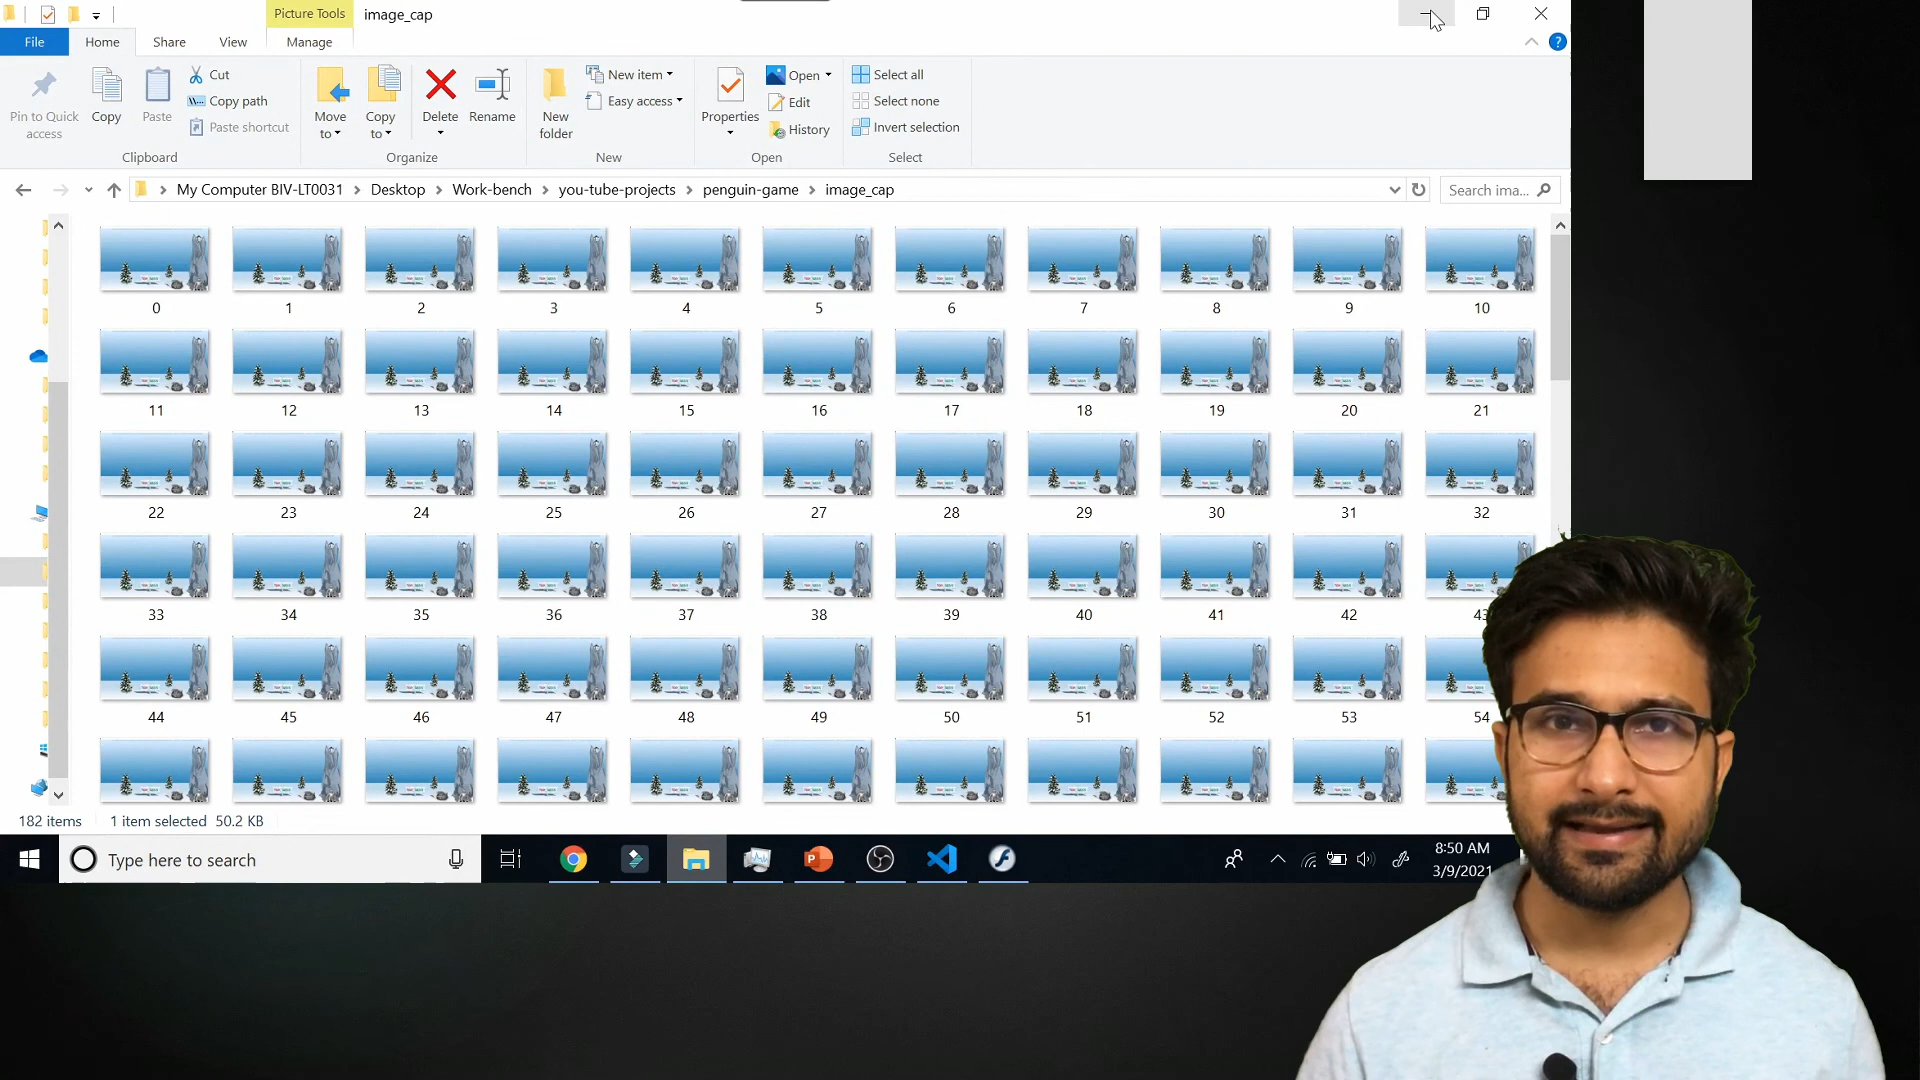 Picture Tools image_cap
File Home Share View Manage
Pin to Quick access
Copy
Paste
Cut
Copy path
Paste shortcut
Clipboard
Move to
Copy to
Delete
Rename
Organize
New folder
New item
Easy access
New
Properties
Open
Edit
History
Open
Select all
Select none
Invert selection
Select
My Computer BIV-LT0031 > Desktop > Work-bench > you-tube-projects > penguin-game > image_cap
Search ima...
0 1 2 3 4 5 6 7 8 9 10
11 12 13 14 15 16 17 18 19 20 21
22 23 24 25 26 27 28 29 30 31 32
33 34 35 36 37 38 39 40 41 42 43
44 45 46 47 48 49 50 51 52 53 54
182 items 1 item selected 50.2 KB
Type here to search
8:50 AM
3/9/2021